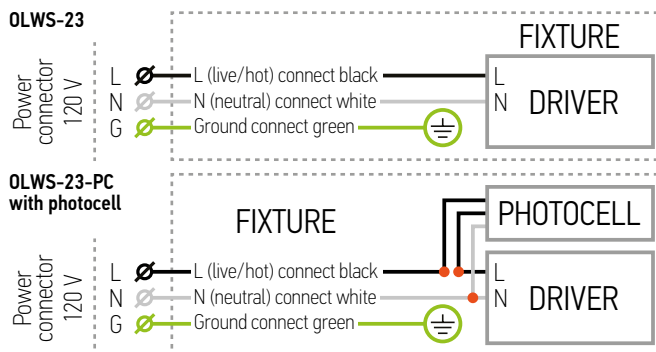 OLWS-23
FIXTURE
Power
connector
120 V
L
N
G
L (live/hot) connect black
N (neutral) connect white
Ground connect green
L
N
DRIVER
OLWS-23-PC
with photocell
FIXTURE
PHOTOCELL
Power
connector
120 V
L
N
G
L (live/hot) connect black
N (neutral) connect white
Ground connect green
L
N
DRIVER